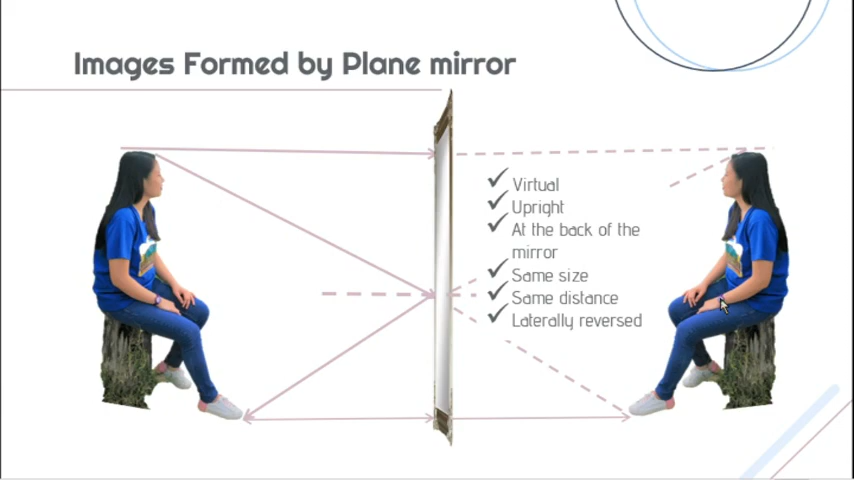 Images Formed by Plane mirror
Virtual
Upright
At the back of the
mirror
Same size
Same distance
Laterally reversed